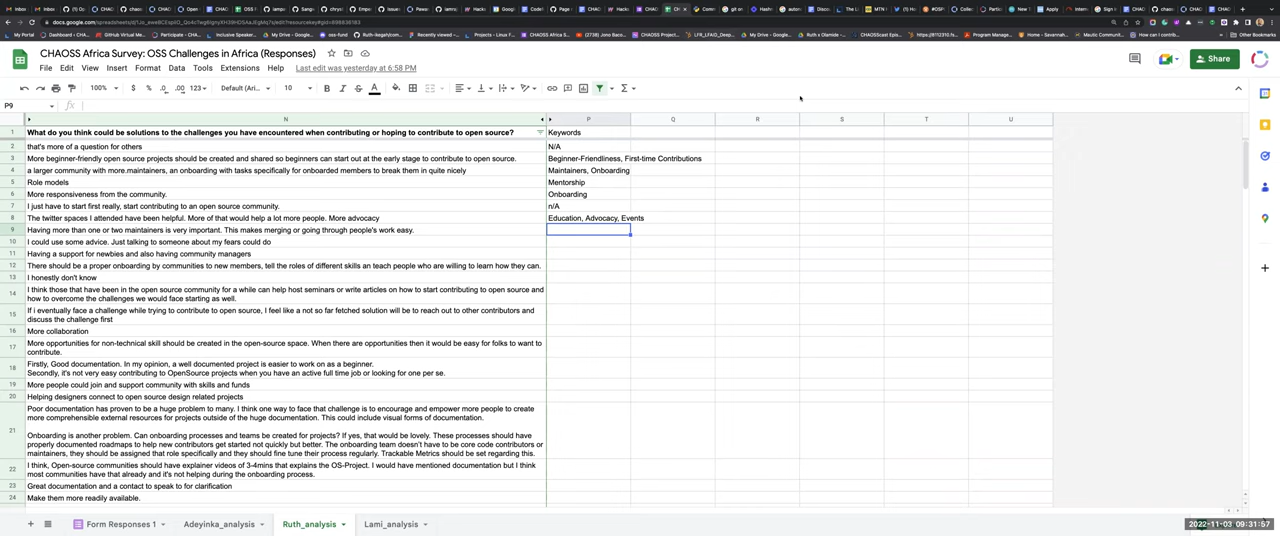 docs.google.com
CHAOSS Africa Survey: OSS Challenges in Africa (Responses)
File Edit View Insert Format Data Tools Extensions Help Last edit was yesterday at 6:58 PM
Share
100% $ % .0 .00 123 Default (Ari... 10
P9
N P Q R S T U
1 What do you think could be solutions to the challenges you have encountered when contributing or hoping to contribute to open source? Keywords
2 that's more of a question for others N/A
3 More beginner-friendly open source projects should be created and shared so beginners can start out at the early stage to contribute to open source. Beginner-Friendliness, First-time Contributions
4 a larger community with more.maintainers, an onboarding with tasks specifically for onboarded members to break them in quite nicely Maintainers, Onboarding
5 Role models Mentorship
6 More responsiveness from the community. Onboarding
7 I just have to start first really, start contributing to an open source community. n/A
8 The twitter spaces I attended have been helpful. More of that would help a lot more people. More advocacy Education, Advocacy, Events
9 Having more than one or two maintainers is very important. This makes merging or going through people's work easy.
10 I could use some advice. Just talking to someone about my fears could do
11 Having a support for newbies and also having community managers
12 There should be a proper onboarding by communities to new members, tell the roles of different skills an teach people who are willing to learn how they can.
13 I honestly don't know
14 I think those that have been in the open source community for a while can help host seminars or write articles on how to start contributing to open source and
how to overcome the challenges we would face starting as well.
15 If i eventually face a challenge while trying to contribute to open source, I feel like a not so far fetched solution will be to reach out to other contributors and
discuss the challenge first
16 More collaboration
17 More opportunities for non-technical skill should be created in the open-source space. When there are opportunities then it would be easy for folks to want to
contribute.
18 Firstly, Good documentation. In my opinion, a well documented project is easier to work on as a beginner.
Secondly, it's not very easy contributing to OpenSource projects when you have an active full time job or looking for one per se.
19 More people could join and support community with skills and funds
20 Helping designers connect to open source design related projects
21 Poor documentation has proven to be a huge problem to many. I think one way to face that challenge is to encourage and empower more people to create
more comprehensible external resources for projects outside of the huge documentation. This could include visual forms of documentation.
Onboarding is another problem. Can onboarding processes and teams be created for projects? If yes, that would be lovely. These processes should have
properly documented roadmaps to help new contributors get started not quickly but better. The onboarding team doesn't have to be core code contributors or
maintainers, they should be assigned that role specifically and they should fine tune their process regularly. Trackable Metrics should be set regarding this.
22 I think, Open-source communities should have explainer videos of 3-4mins that explains the OS-Project. I would have mentioned documentation but I think
most communities have that already and it's not helping during the onboarding process.
23 Great documentation and a contact to speak to for clarification
24 Make them more readily available.
Form Responses 1 Adeyinka_analysis Ruth_analysis Lami_analysis
2022-11-03 09:31:57